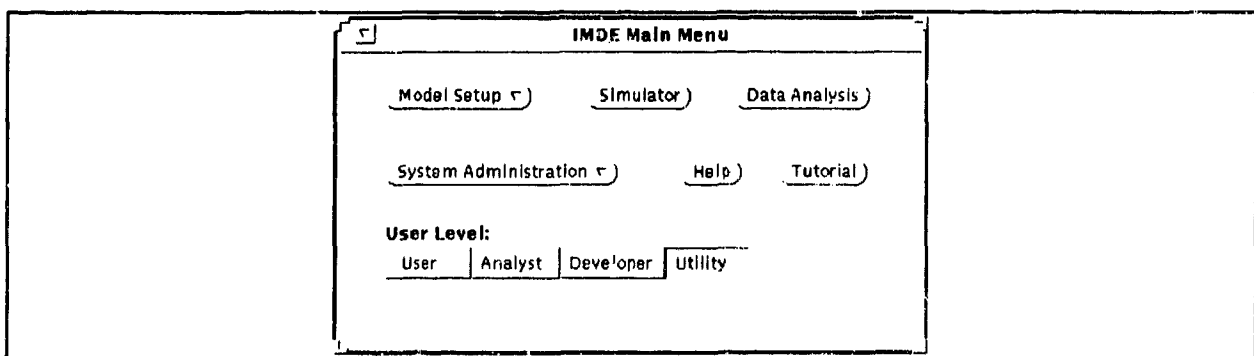 IMDE Main Menu
Model Setup Simulator Data Analysis
System Administration Help Tutorial
User Level:
User Analyst Developer Utility